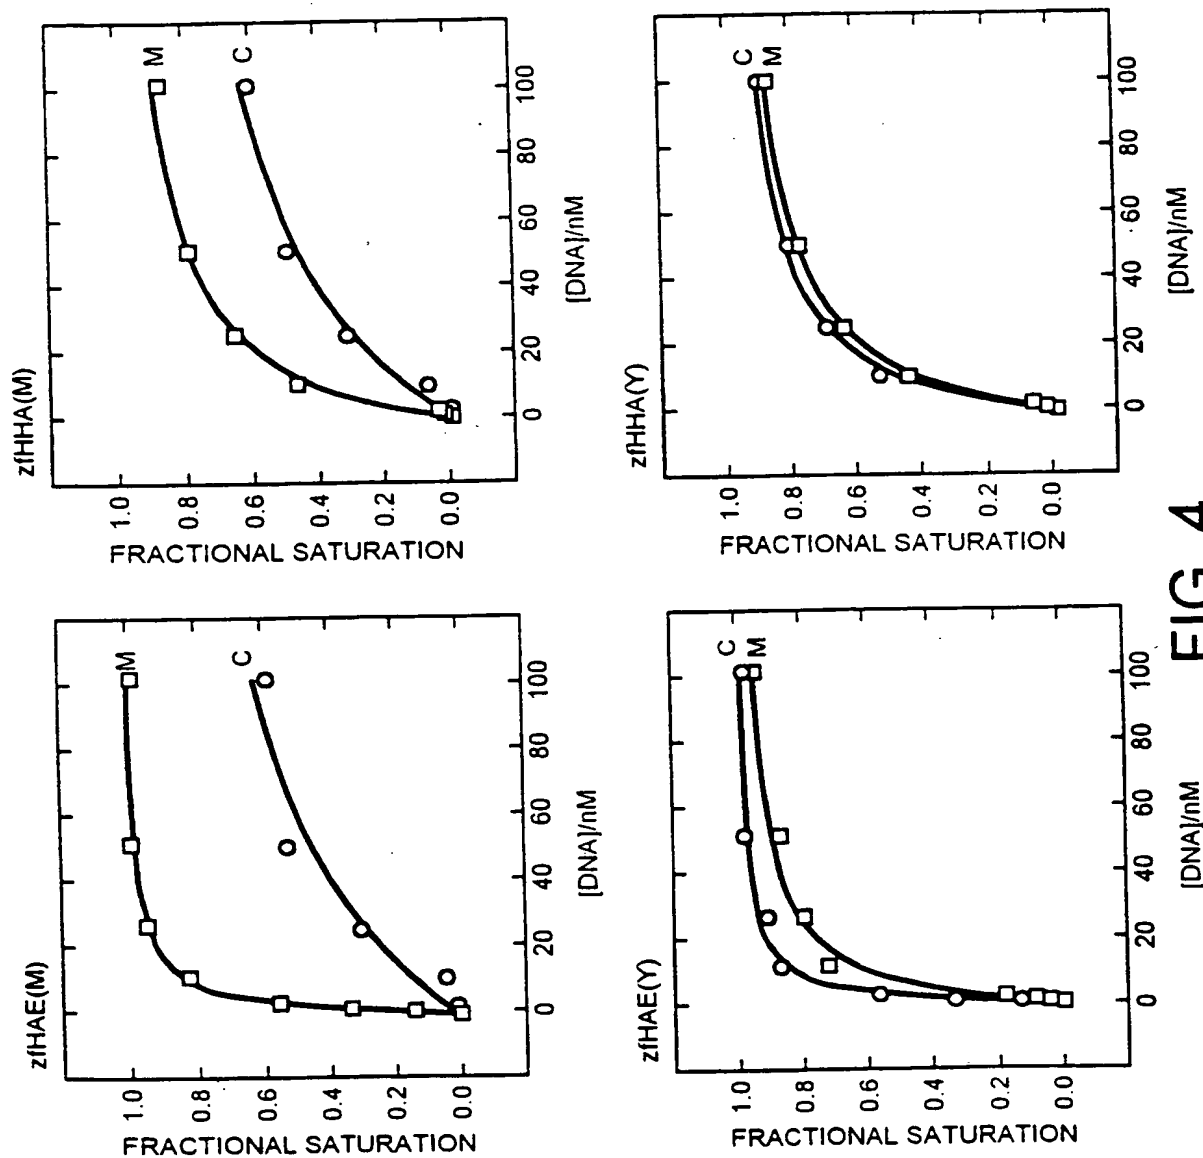 zfHAE(M)
FRACTIONAL SATURATION
1.0
0.8
0.6
0.4
0.2
0.0
M
C
0 20 40 60 80 100
[DNA]/nM
zfHHA(M)
FRACTIONAL SATURATION
1.0
0.8
0.6
0.4
0.2
0.0
M
C
0 20 40 60 80 100
[DNA]/nM
zfHAE(Y)
FRACTIONAL SATURATION
1.0
0.8
0.6
0.4
0.2
0.0
C
M
0 20 40 60 80 100
[DNA]/nM
zfHHA(Y)
FRACTIONAL SATURATION
1.0
0.8
0.6
0.4
0.2
0.0
C
M
0 20 40 60 80 100
[DNA]/nM
FIG. 4